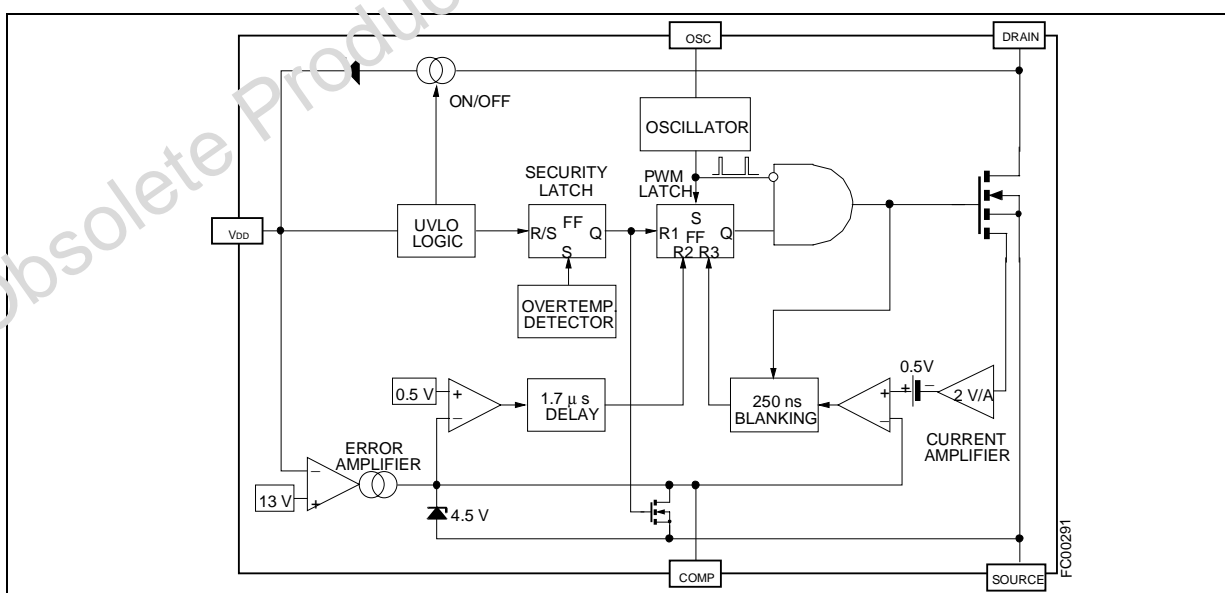 OSC
DRAIN
ON/OFF
OSCILLATOR
SECURITY
LATCH
PWM
LATCH
VDD
UVLO
LOGIC
R/S
FF
Q
S
S
R1
FF
Q
R2 R3
OVERTEMP.
DETECTOR
0.5 V
+
−
1.7 μ s
DELAY
250 ns
BLANKING
+
−
0.5V
+
−
2 V/A
CURRENT
AMPLIFIER
ERROR
AMPLIFIER
13 V
−
+
4.5 V
COMP
SOURCE
FC00291
Obsolete Produc